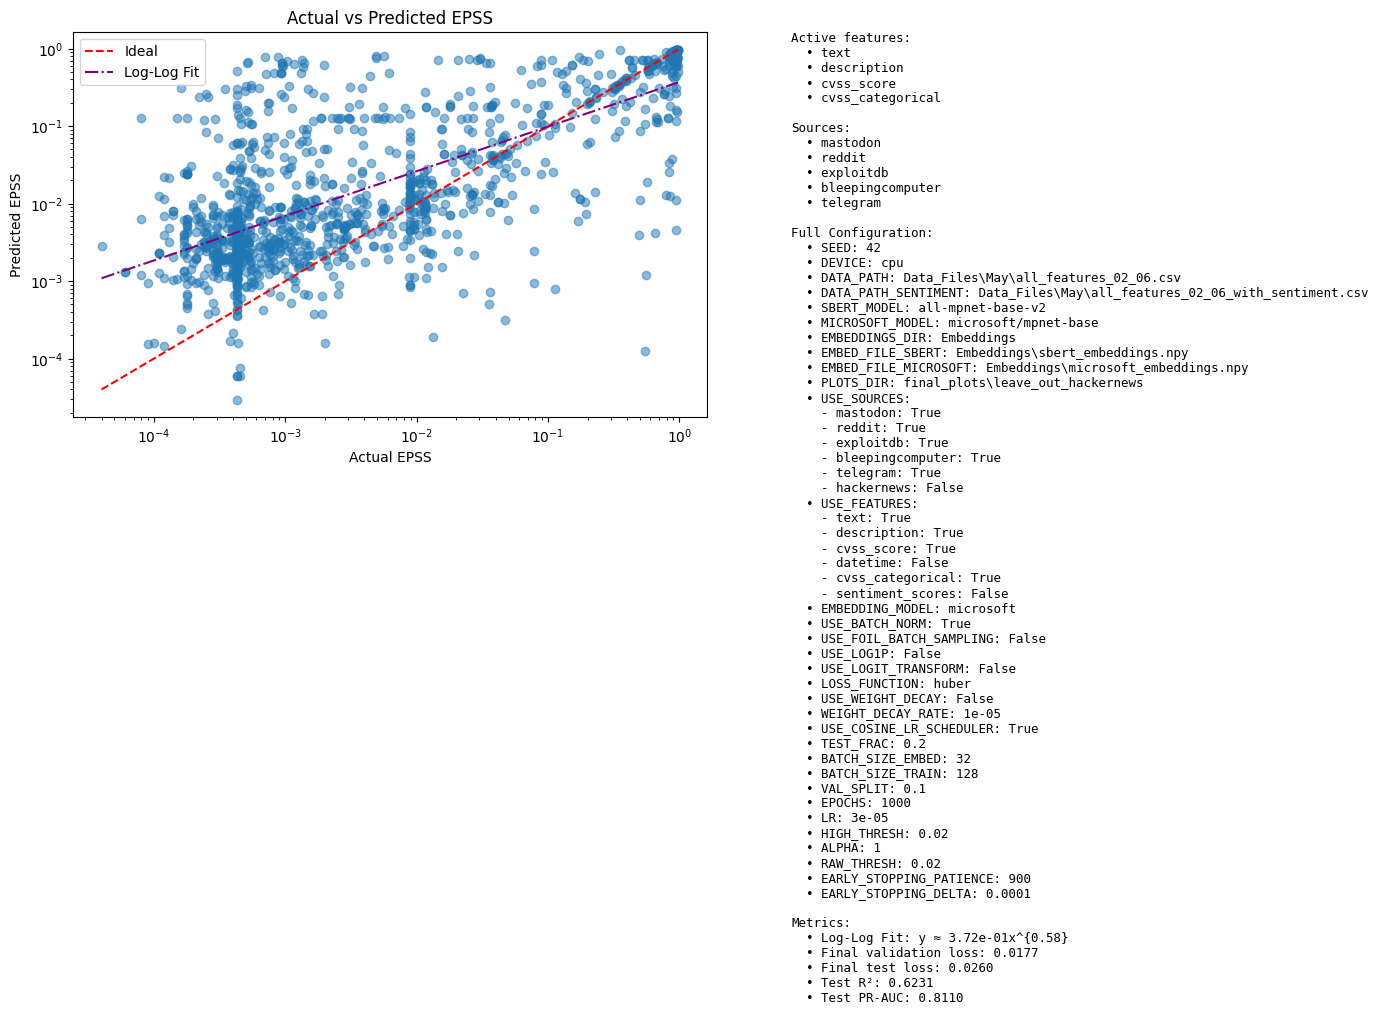 Actual vs Predicted EPSS
Ideal
Log-Log Fit
10^0
10^-1
10^-2
10^-3
10^-4
Predicted EPSS
10^-4
10^-3
10^-2
10^-1
10^0
Actual EPSS
Active features:
• text
• description
• cvss_score
• cvss_categorical
Sources:
• mastodon
• reddit
• exploitdb
• bleepingcomputer
• telegram
Full Configuration:
• SEED: 42
• DEVICE: cpu
• DATA_PATH: Data_Files\May\all_features_02_06.csv
• DATA_PATH_SENTIMENT: Data_Files\May\all_features_02_06_with_sentiment.csv
• SBERT_MODEL: all-mpnet-base-v2
• MICROSOFT_MODEL: microsoft/mpnet-base
• EMBEDDINGS_DIR: Embeddings
• EMBED_FILE_SBERT: Embeddings\sbert_embeddings.npy
• EMBED_FILE_MICROSOFT: Embeddings\microsoft_embeddings.npy
• PLOTS_DIR: final_plots\leave_out_hackernews
• USE_SOURCES:
- mastodon: True
- reddit: True
- exploitdb: True
- bleepingcomputer: True
- telegram: True
- hackernews: False
• USE_FEATURES:
- text: True
- description: True
- cvss_score: True
- datetime: False
- cvss_categorical: True
- sentiment_scores: False
• EMBEDDING_MODEL: microsoft
• USE_BATCH_NORM: True
• USE_FOIL_BATCH_SAMPLING: False
• USE_LOG1P: False
• USE_LOGIT_TRANSFORM: False
• LOSS_FUNCTION: huber
• USE_WEIGHT_DECAY: False
• WEIGHT_DECAY_RATE: 1e-05
• USE_COSINE_LR_SCHEDULER: True
• TEST_FRAC: 0.2
• BATCH_SIZE_EMBED: 32
• BATCH_SIZE_TRAIN: 128
• VAL_SPLIT: 0.1
• EPOCHS: 1000
• LR: 3e-05
• HIGH_THRESH: 0.02
• ALPHA: 1
• RAW_THRESH: 0.02
• EARLY_STOPPING_PATIENCE: 900
• EARLY_STOPPING_DELTA: 0.0001
Metrics:
• Log-Log Fit: y ≈ 3.72e-01x^{0.58}
• Final validation loss: 0.0177
• Final test loss: 0.0260
• Test R²: 0.6231
• Test PR-AUC: 0.8110